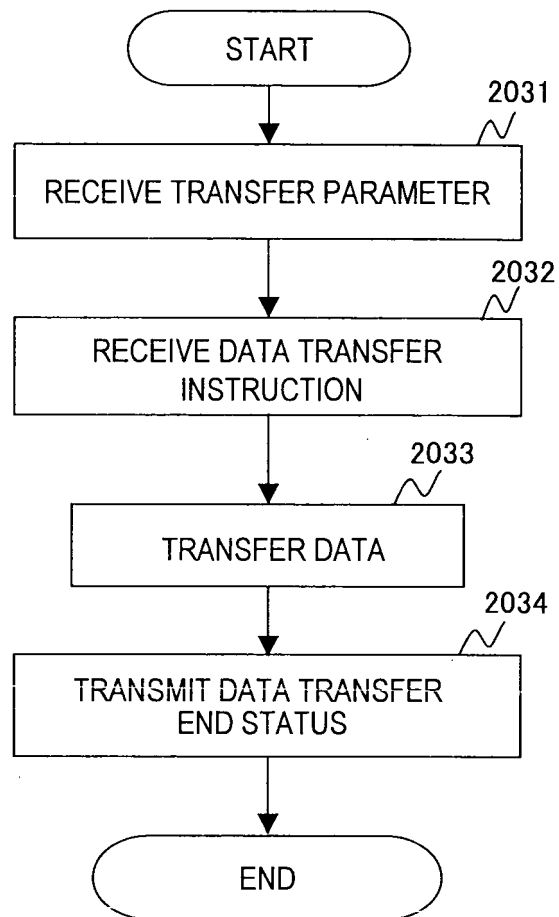 START
2031
RECEIVE TRANSFER PARAMETER
2032
RECEIVE DATA TRANSFER
INSTRUCTION
2033
TRANSFER DATA
2034
TRANSMIT DATA TRANSFER
END STATUS
END